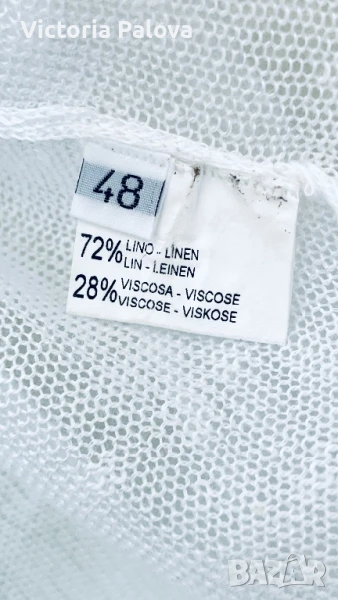 Victoria Palova
48
72% LINO - LINEN
LIN - LEINEN
28% VISCOSA - VISCOSE
VISCOSE - VISKOSE
BAZAR